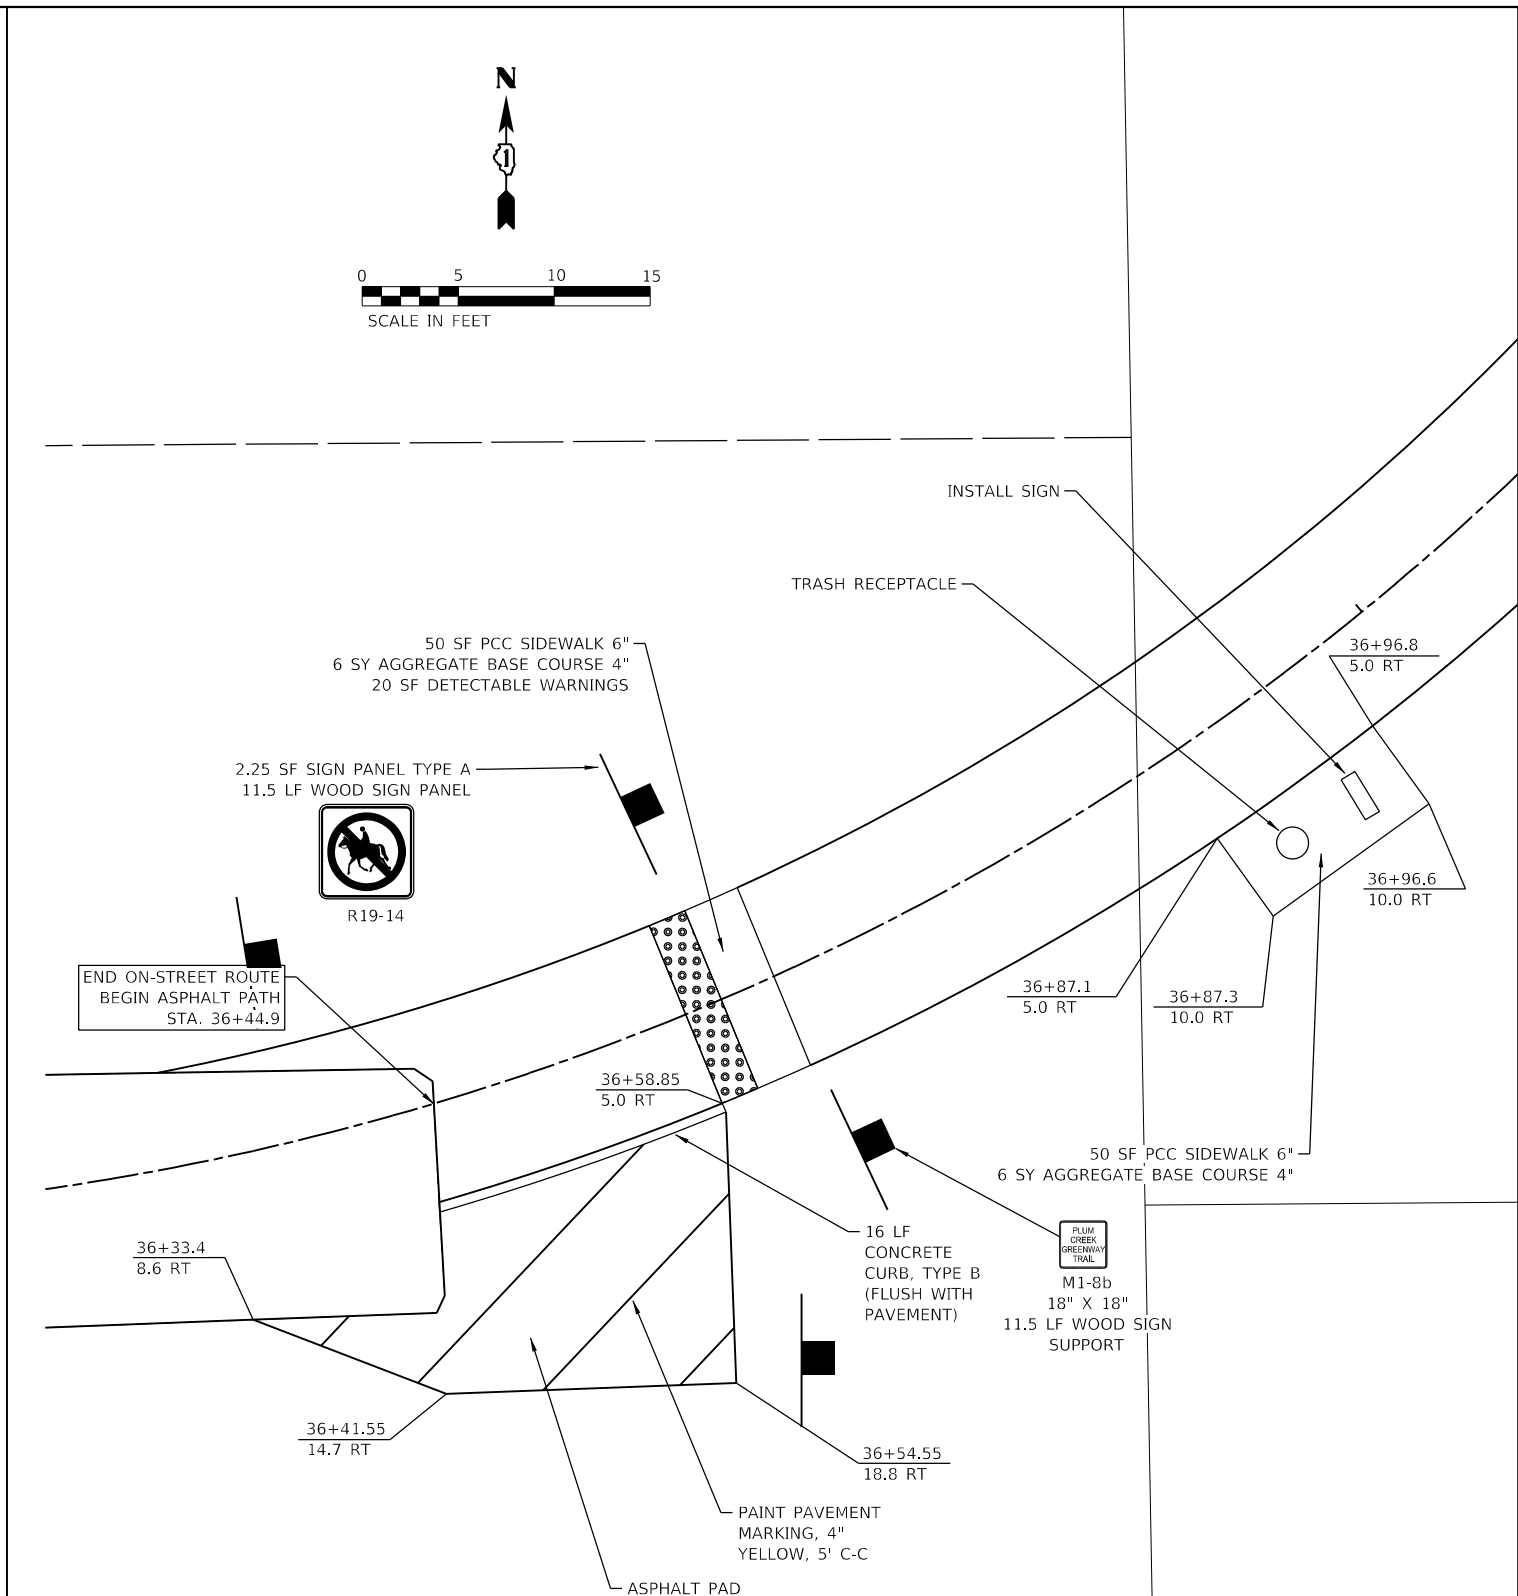 N
1
0 5 10 15
SCALE IN FEET
INSTALL SIGN
TRASH RECEPTACLE
50 SF PCC SIDEWALK 6"
6 SY AGGREGATE BASE COURSE 4"
20 SF DETECTABLE WARNINGS
36+96.8
5.0 RT
2.25 SF SIGN PANEL TYPE A
11.5 LF WOOD SIGN PANEL
R19-14
36+96.6
10.0 RT
END ON-STREET ROUTE
BEGIN ASPHALT PATH
STA. 36+44.9
36+87.1
5.0 RT
36+87.3
10.0 RT
36+58.85
5.0 RT
50 SF PCC SIDEWALK 6"
6 SY AGGREGATE BASE COURSE 4"
36+33.4
8.6 RT
16 LF
CONCRETE
CURB, TYPE B
(FLUSH WITH
PAVEMENT)
PLUM
CREEK
GREENWAY
TRAIL
M1-8b
18" X 18"
11.5 LF WOOD SIGN
SUPPORT
36+41.55
14.7 RT
36+54.55
18.8 RT
PAINT PAVEMENT
MARKING, 4"
YELLOW, 5' C-C
ASPHALT PAD